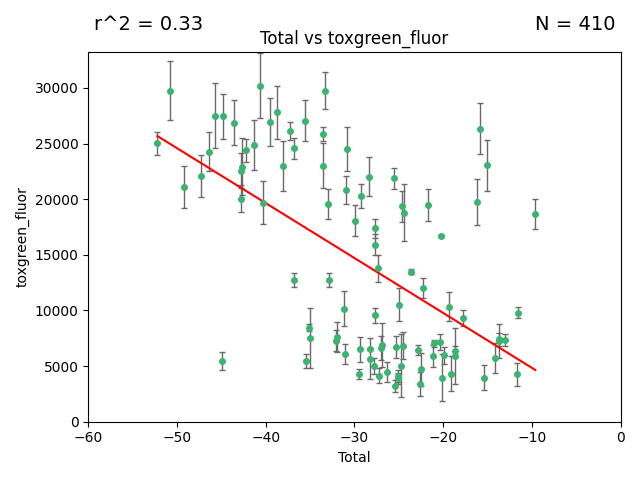 r^2 = 0.33
N = 410
Total vs toxgreen_fluor
30000
25000
20000
15000
10000
5000
0
toxgreen_fluor
−60
−50
−40
−30
−20
−10
0
Total